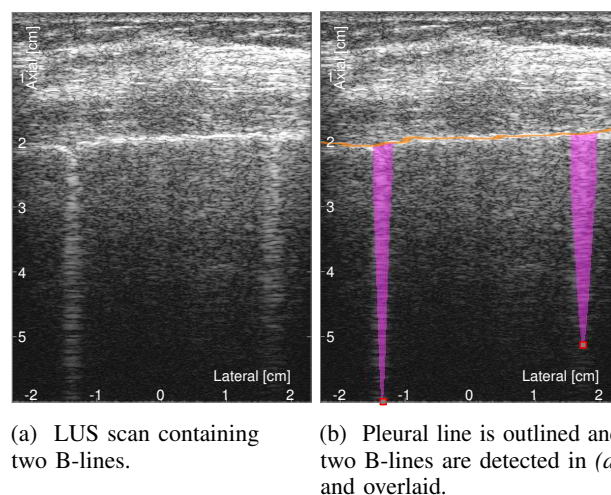 Axial [cm]
1
2
3
4
5
Lateral [cm]
-2 -1 0 1 2
Axial [cm]
1
2
3
4
5
Lateral [cm]
-2 -1 0 1 2
(a) LUS scan containing
two B-lines.
(b) Pleural line is outlined and
two B-lines are detected in (a
and overlaid.